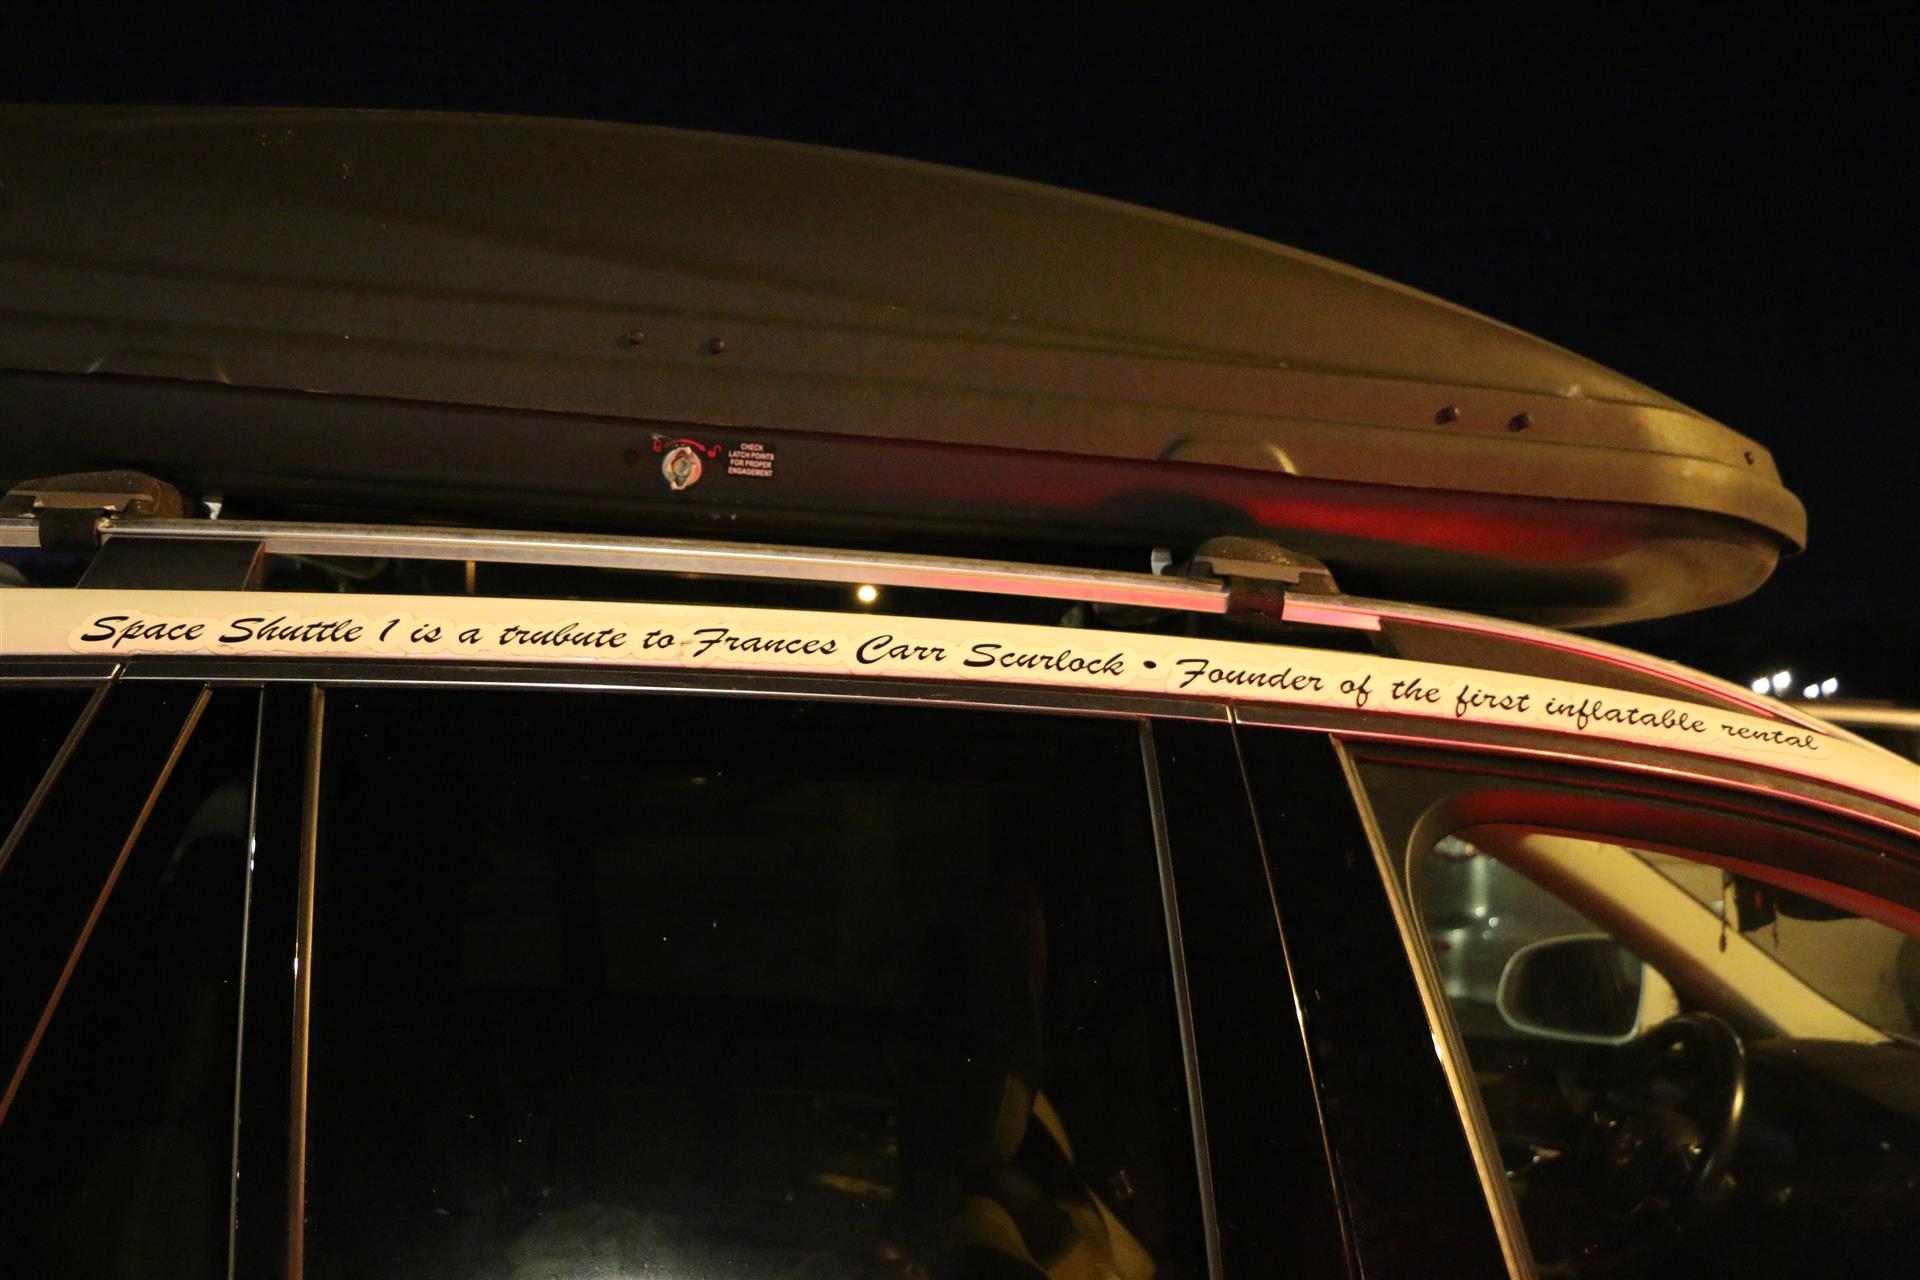 CHECK
LATCH POINTS
FOR PROPER
ENGAGEMENT
Space Shuttle 1 is a trubute to Frances Carr Scurlock • Founder of the first inflatable rental